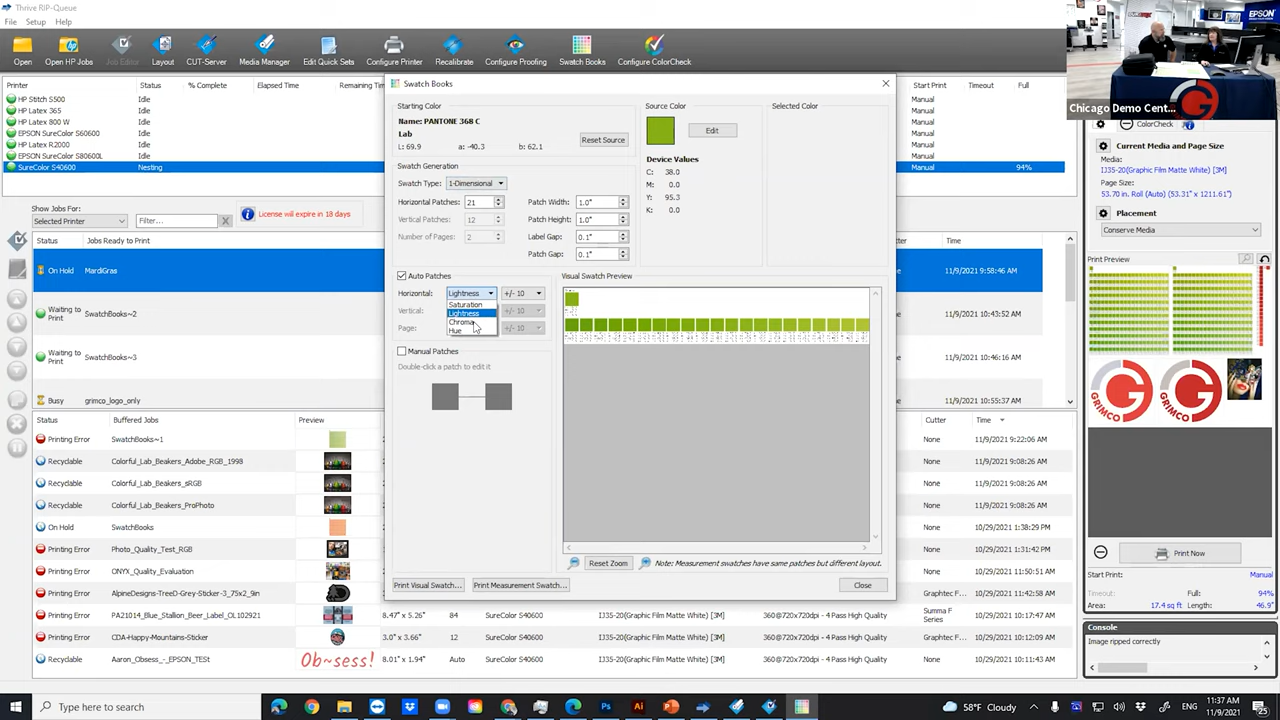 Thrive RIP-Queue
File Setup Help
Open
Open HP Jobs
Job Editor
Layout
CUT-Server
Media Manager
Edit Quick Sets
Configure Printer
Recalibrate
Configure Proofing
Swatch Books
Configure ColorCheck
Printer Status % Complete Elapsed Time Remaining Tim
HP Stitch S500 Idle
HP Latex 365 Idle
HP Latex 800 W Idle
EPSON SureColor S60600 Idle
HP Latex R2000 Idle
EPSON SureColor S80600L Idle
SureColor S40600 Nesting
Start Print Timeout Full
Manual
Manual
Manual
Manual
Manual
Manual
Manual 94%
Show Jobs For:
Selected Printer
Filter...
License will expire in 18 days
Status Jobs Ready to Print
On Hold MardiGras
Waiting to Print SwatchBooks~2
Waiting to Print SwatchBooks~3
Busy grimco_logo_only
utter Time
one 11/9/2021 9:58:46 AM
one 11/9/2021 10:43:52 AM
one 11/9/2021 10:46:16 AM
one 11/9/2021 10:55:37 AM
Swatch Books
Starting Color
Name: PANTONE 368 C
Lab
L: 69.9 a: -40.3 b: 62.1
Reset Source
Source Color
Edit
Device Values
C: 38.0
M: 0.0
Y: 95.3
K: 0.0
Selected Color
Swatch Generation
Swatch Type: 1-Dimensional
Horizontal Patches: 21 Patch Width: 1.0"
Vertical Patches: 12 Patch Height: 1.0"
Number of Pages: 2 Label Gap: 0.1"
Patch Gap: 0.1"
Auto Patches
Horizontal: Lightness +/- 10
Saturation
Lightness
Chroma
Hue
Vertical: +/- 10
Page: +/- 10
Manual Patches
Double-click a patch to edit it
Visual Swatch Preview
Reset Zoom
Note: Measurement swatches have same patches but different layout.
Print Visual Swatch...
Print Measurement Swatch...
Close
Status Buffered Jobs Preview
Cutter Time
Printing Error SwatchBooks~1 None 11/9/2021 9:22:06 AM
Recyclable Colorful_Lab_Beakers_Adobe_RGB_1998 None 11/9/2021 9:08:26 AM
Recyclable Colorful_Lab_Beakers_sRGB None 11/9/2021 9:08:26 AM
Recyclable Colorful_Lab_Beakers_ProPhoto None 11/9/2021 9:08:26 AM
On Hold SwatchBooks None 10/29/2021 1:38:29 PM
Printing Error Photo_Quality_Test_RGB None 10/29/2021 1:31:42 PM
Printing Error ONYX_Quality_Evaluation None 10/29/2021 11:50:51 AM
Printing Error AlpineDesigns-TreeD-Grey-Sticker-3_75x2_9in Graphtec F... 10/29/2021 11:42:58 AM
Printing Error PA21014_Blue_Stallion_Beer_Label_OL102921 8.47" x 5.26" 84 SureColor S40600 IJ35-20(Graphic Film Matte White) [3M] 360@720x720dpi - 4 Pass High Quality Summa F Series 10/29/2021 10:17:47 AM
Printing Error CDA-Happy-Mountains-Sticker 3.0" x 3.66" 12 SureColor S40600 IJ35-20(Graphic Film Matte White) [3M] 360@720x720dpi - 4 Pass High Quality Graphtec F... 10/29/2021 10:12:09 AM
Recyclable Aaron_Obsess_-_EPSON_TESt Ob~sess! 8.01" x 1.94" Auto SureColor S40600 IJ35-20(Graphic Film Matte White) [3M] 360@720x720dpi - 4 Pass High Quality None 10/29/2021 10:11:43 AM
EPSON
Chicago Demo Cent...
ColorCheck
Current Media and Page Size
Media:
IJ35-20(Graphic Film Matte White) [3M]
Page Size:
53.70 in. Roll (Auto) (53.31" x 1211.61")
Placement
Conserve Media
Print Preview
GRIMCO
GRIMCO
Print Now
Start Print: Manual
Timeout: Full: 94%
Area: 17.4 sq ft Length: 46.9"
Console
Image ripped correctly
Type here to search
58°F Cloudy
11:37 AM
11/9/2021
25